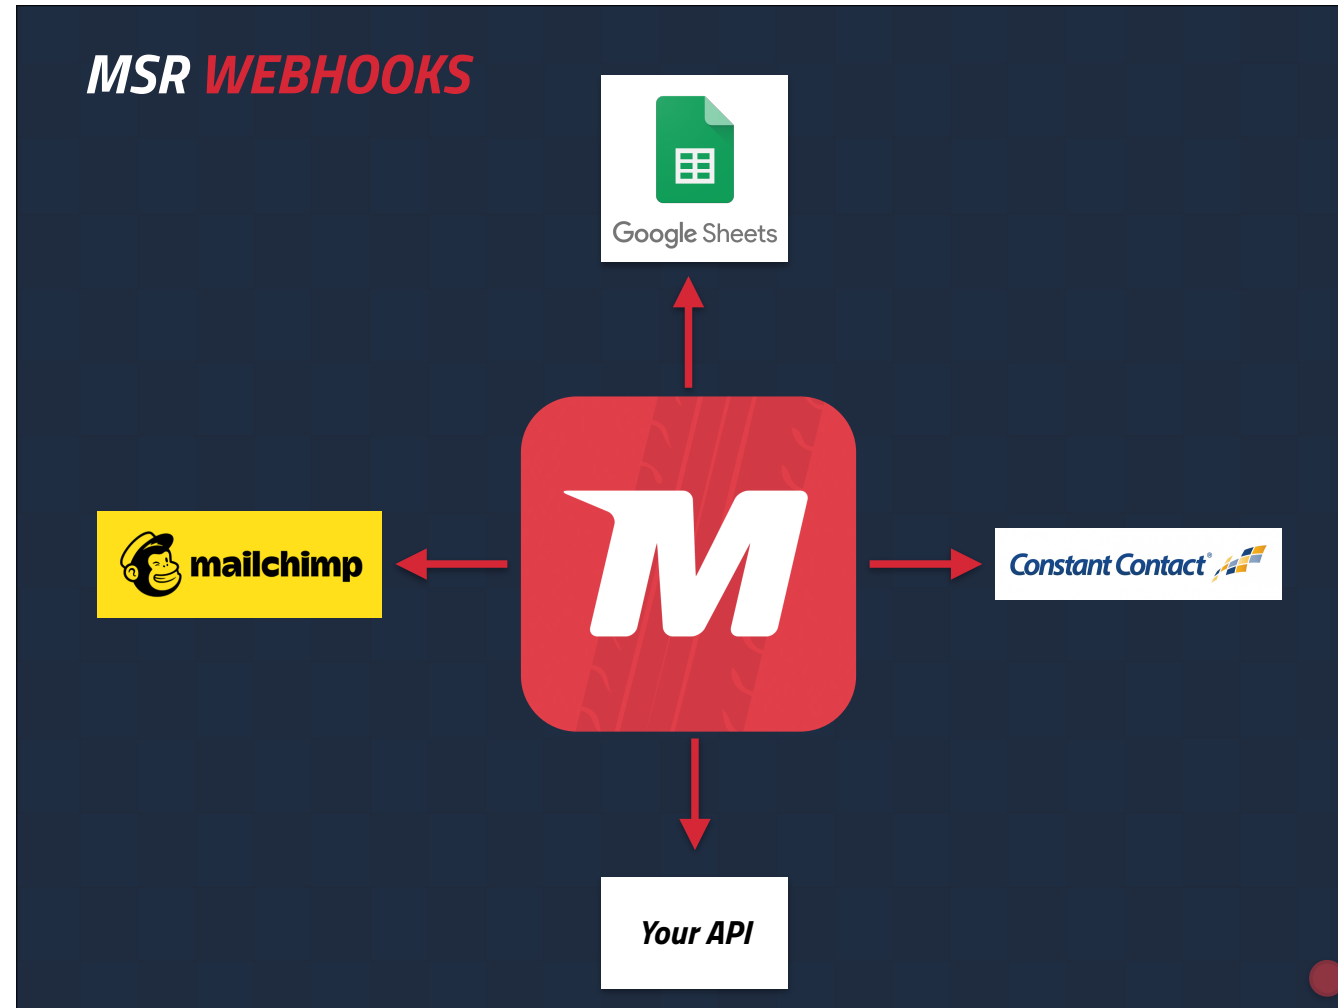 MSR WEBHOOKS
Google Sheets
mailchimp
M
Constant Contact®
Your API